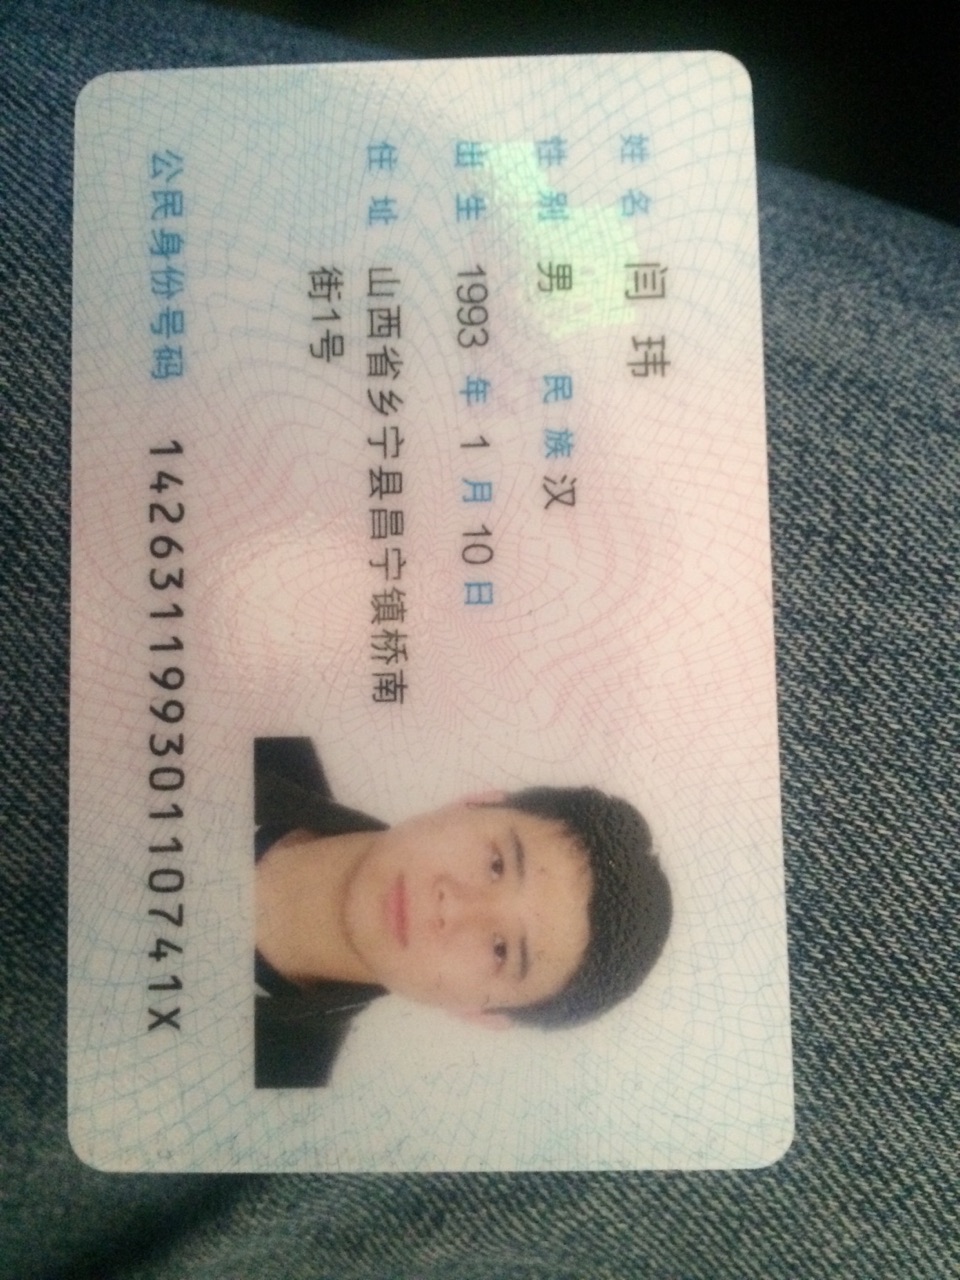 姓名 闫玮
性别 男 民族 汉
出生 1993 年 1 月 10 日
住址 山西省乡宁县昌宁镇桥南
街1号
公民身份号码 14263119930110741X